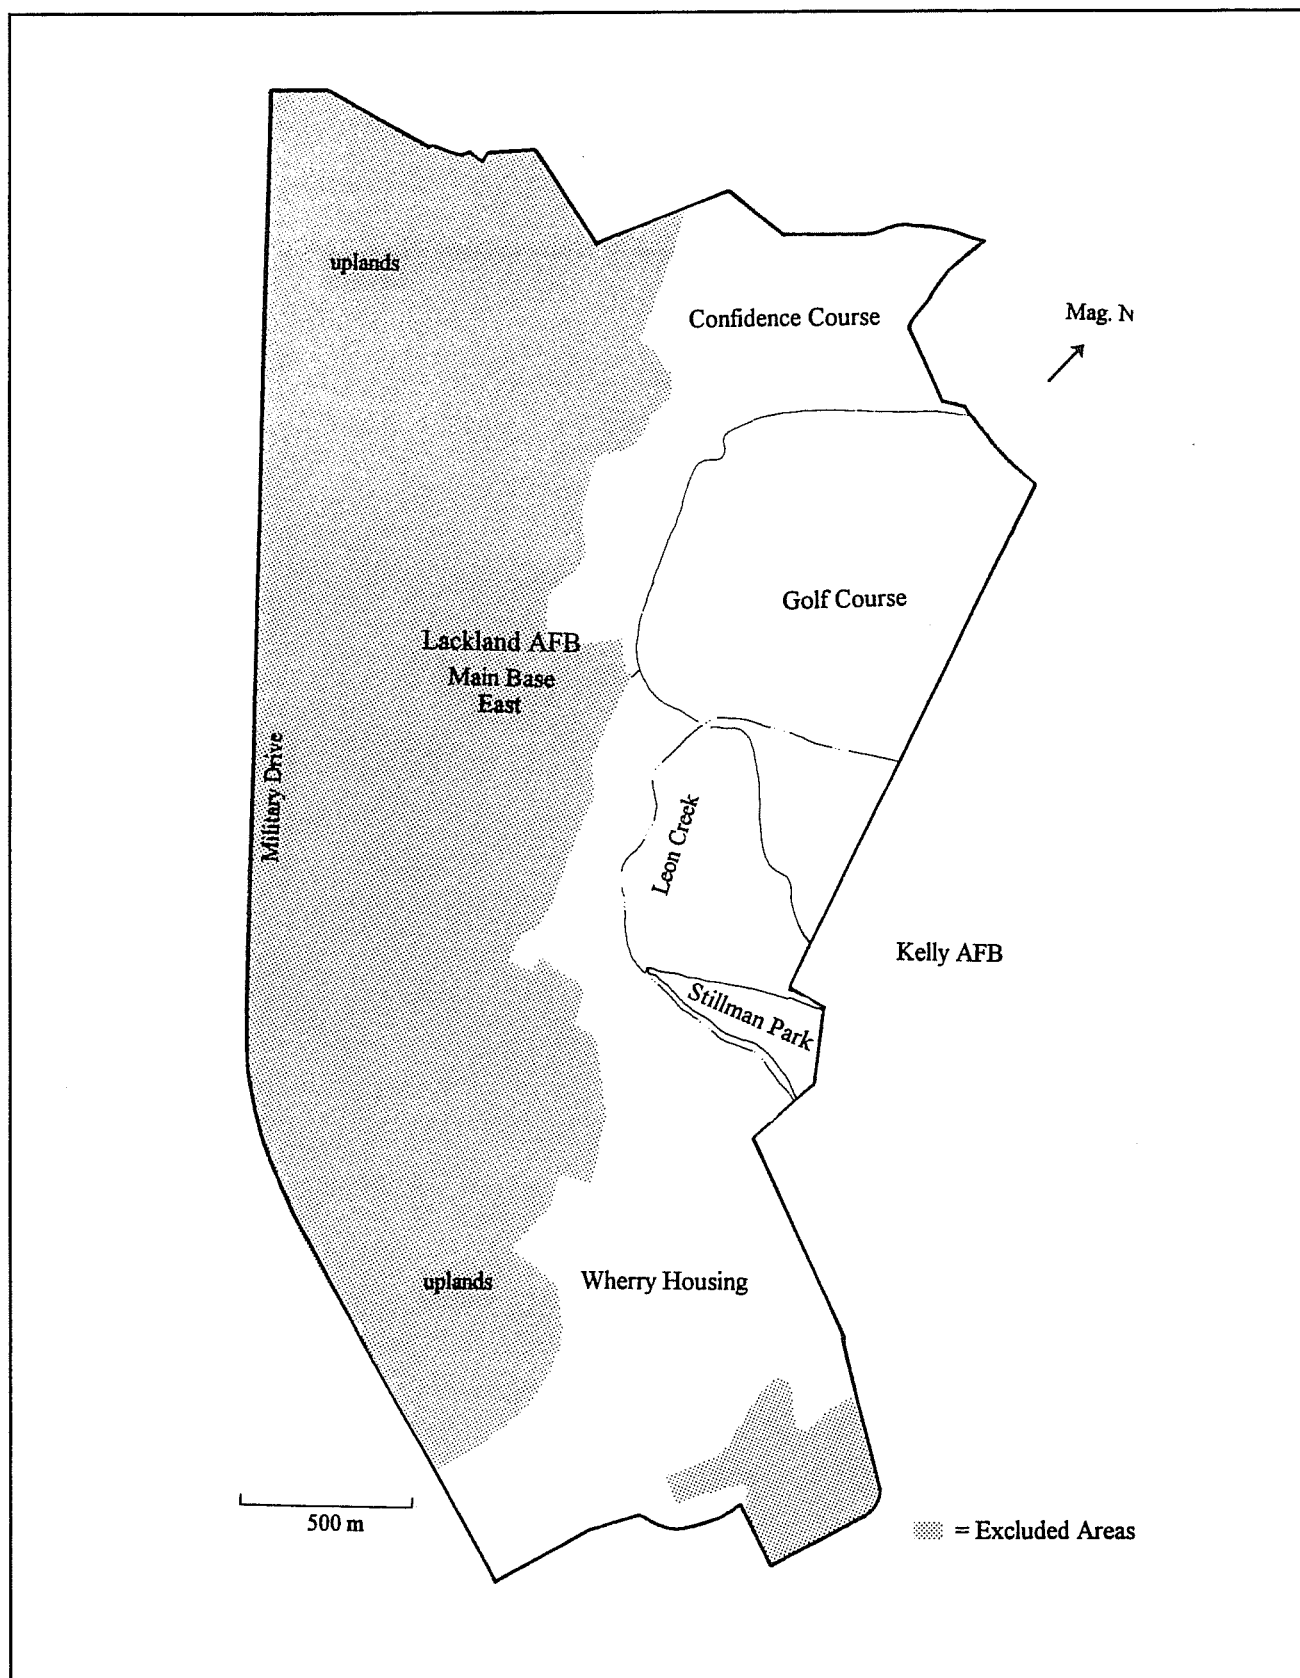 uplands
Confidence Course
Mag. N
Golf Course
Lackland AFB
Main Base
East
Military Drive
Leon Creek
Kelly AFB
Stillman Park
uplands
Wherry Housing
500 m
= Excluded Areas